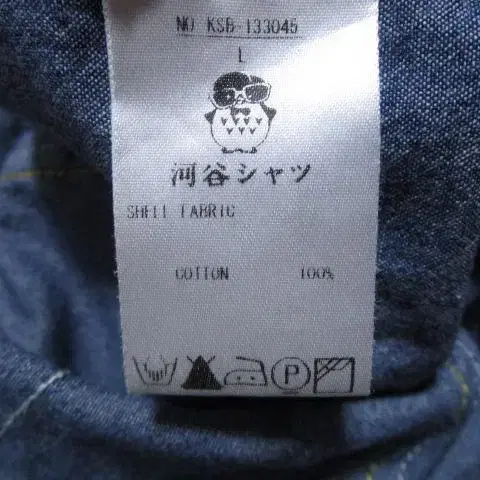 NO KSB-133045
L
河谷シャツ
SHELL FABRIC
COTTON 100%
P